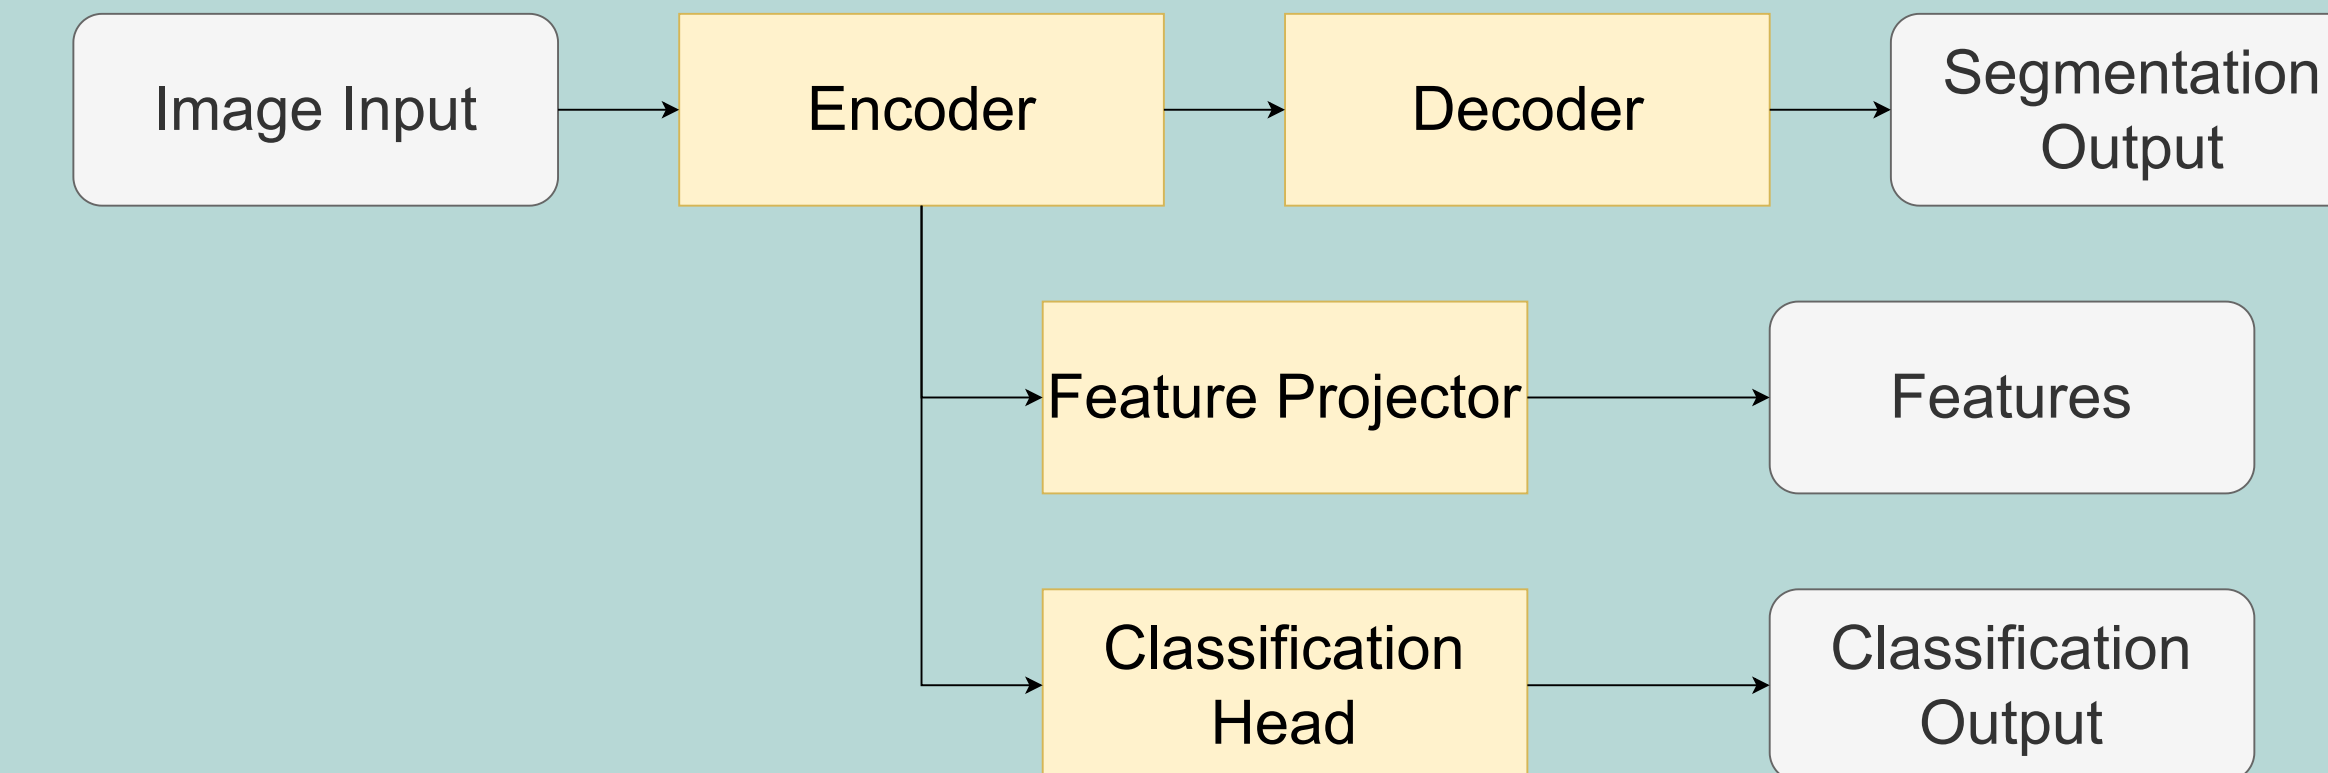 Image Input
Encoder
Decoder
Segmentation
Output
Feature Projector
Features
Classification
Head
Classification
Output